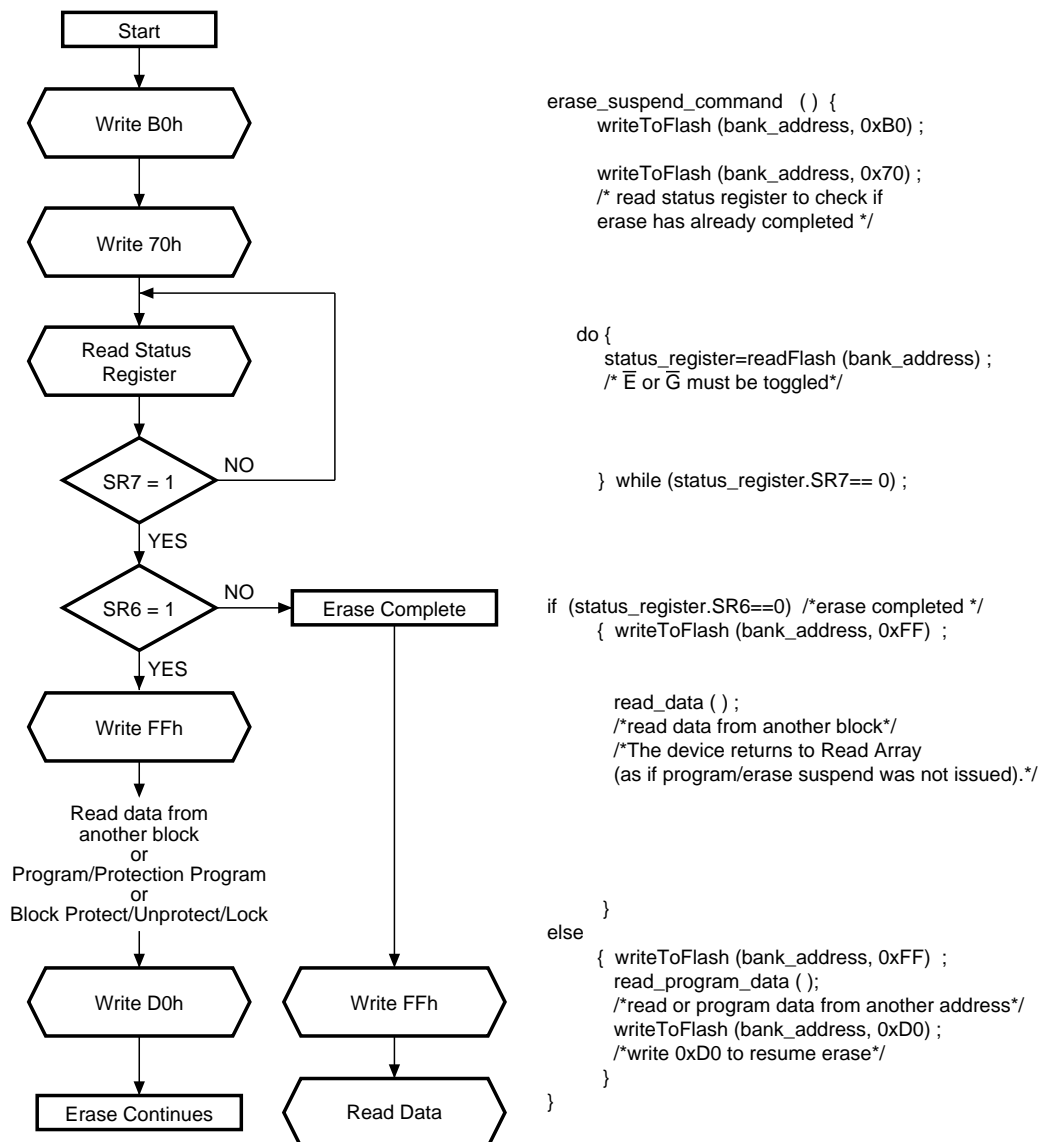 Start
Write B0h
Write 70h
Read Status
Register
SR7 = 1
NO
YES
SR6 = 1
NO
Erase Complete
YES
Write FFh
Read data from
another block
or
Program/Protection Program
or
Block Protect/Unprotect/Lock
Write D0h
Write FFh
Erase Continues
Read Data
erase_suspend_command ( ) {
writeToFlash (bank_address, 0xB0) ;
writeToFlash (bank_address, 0x70) ;
/* read status register to check if
erase has already completed */
do {
status_register=readFlash (bank_address) ;
/* E̅ or G̅ must be toggled*/
} while (status_register.SR7== 0) ;
if (status_register.SR6==0) /*erase completed */
{ writeToFlash (bank_address, 0xFF) ;
read_data ( ) ;
/*read data from another block*/
/*The device returns to Read Array
(as if program/erase suspend was not issued).*/
}
else
{ writeToFlash (bank_address, 0xFF) ;
read_program_data ( );
/*read or program data from another address*/
writeToFlash (bank_address, 0xD0) ;
/*write 0xD0 to resume erase*/
}
}